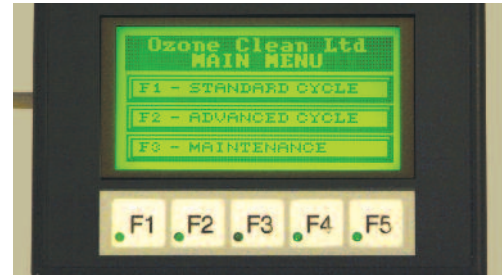 Ozone Clean Ltd
MAIN MENU
F1 - STANDARD CYCLE
F2 - ADVANCED CYCLE
F3 - MAINTENANCE
F1 F2 F3 F4 F5